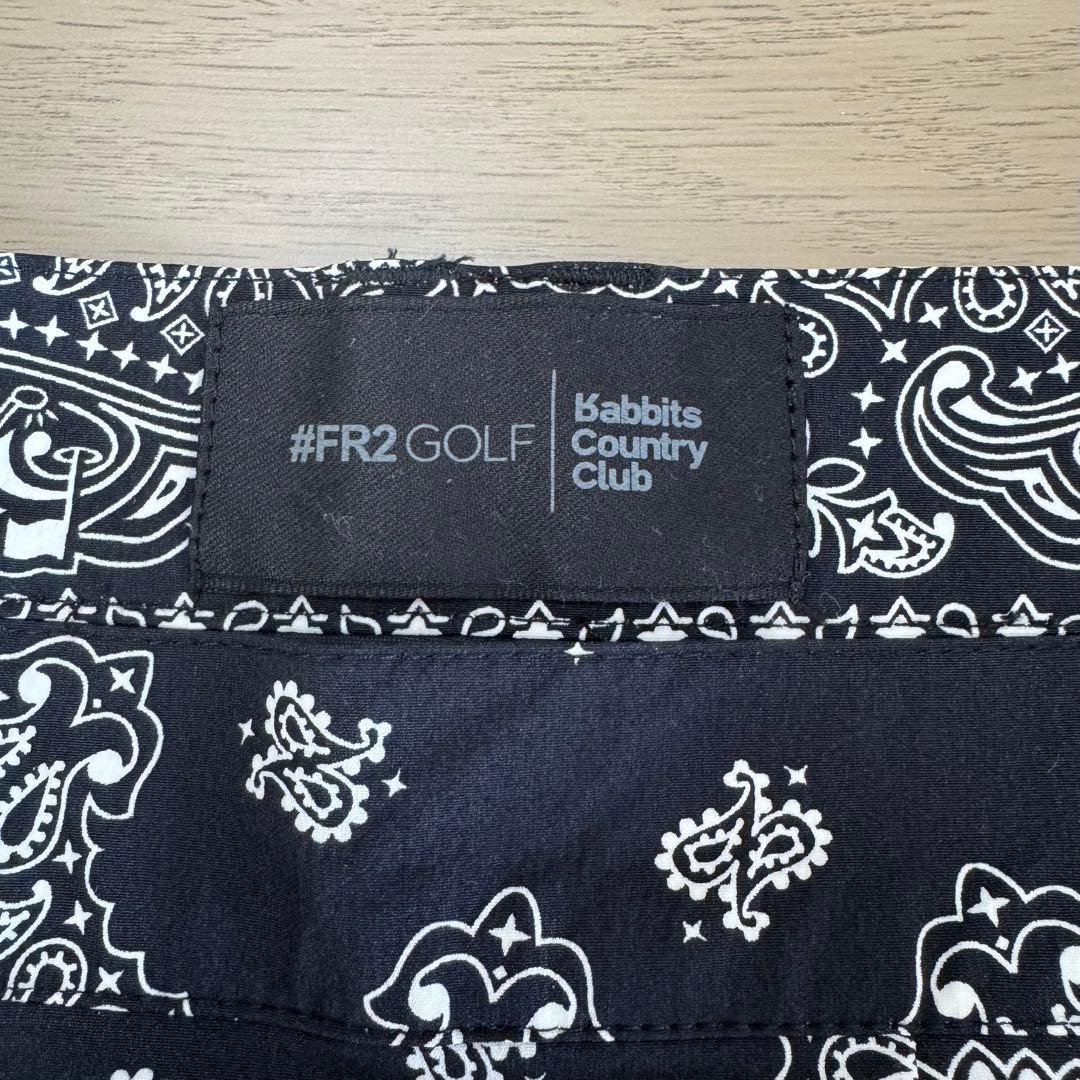 #FR2 GOLF
Rabbits
Country
Club